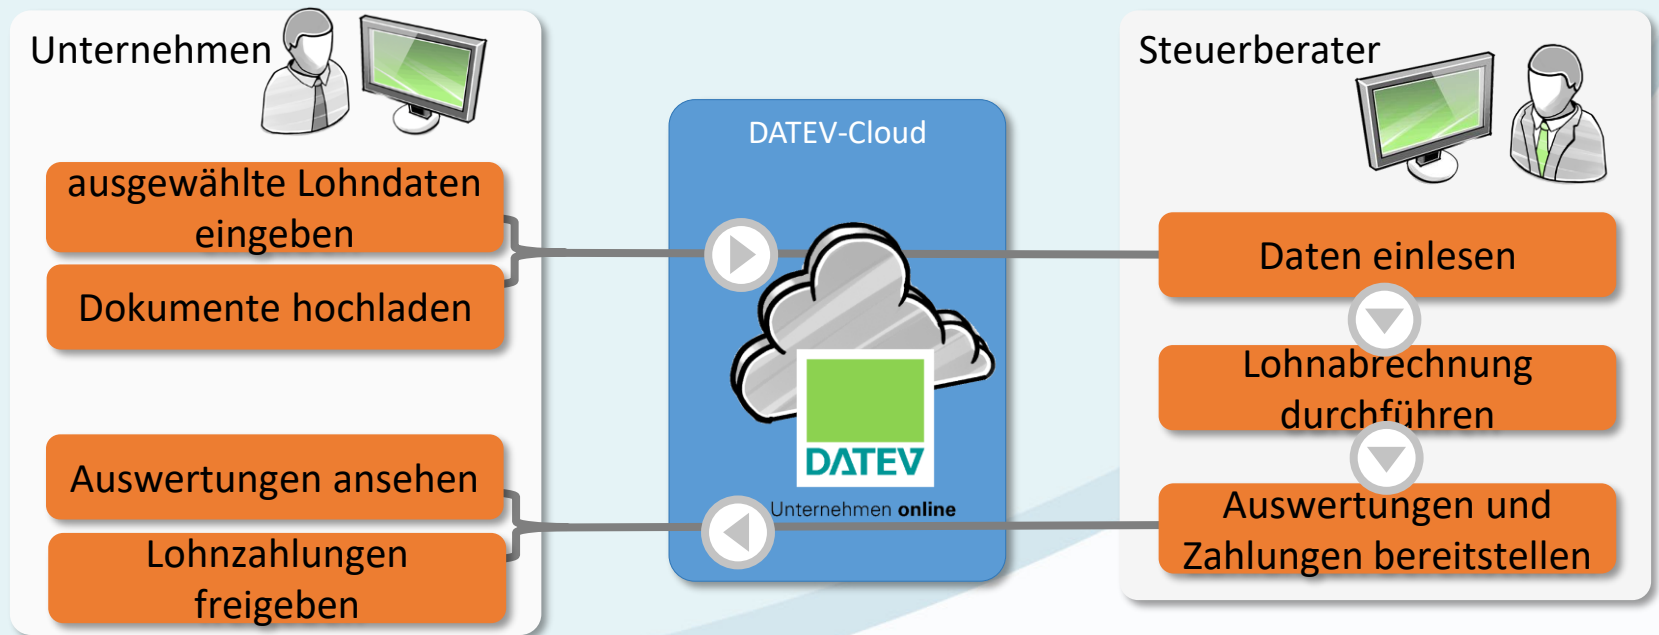 Unternehmen
ausgewählte Lohndaten
eingeben
Dokumente hochladen
Auswertungen ansehen
Lohnzahlungen
freigeben
DATEV-Cloud
DATEV
Unternehmen online
Steuerberater
Daten einlesen
Lohnabrechnung
durchführen
Auswertungen und
Zahlungen bereitstellen